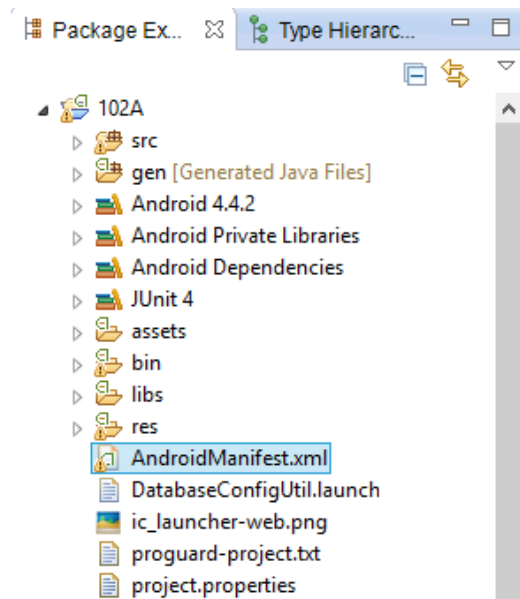 Package Ex... Type Hierarc...
102A
src
gen [Generated Java Files]
Android 4.4.2
Android Private Libraries
Android Dependencies
JUnit 4
assets
bin
libs
res
AndroidManifest.xml
DatabaseConfigUtil.launch
ic_launcher-web.png
proguard-project.txt
project.properties